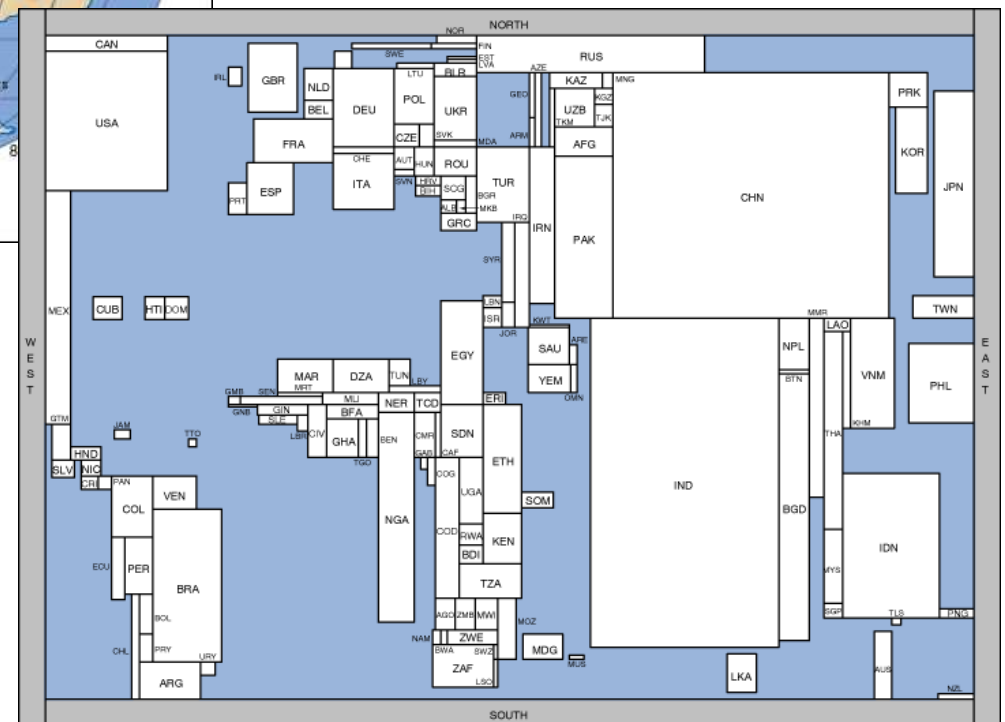 NORTH
NOR
CAN
SWE
FIN
EST
LVA
RUS
AZE
IRL
GBR
NLD
BEL
DEU
LTU
POL
BLR
UKR
GEO
KAZ
MNG
KGZ
UZB
TKM
TJK
PRK
USA
FRA
CZE
SVK
MDA
ARM
AFG
KOR
CHE
AUT
HUN
ROU
TUR
JPN
ESP
PRT
ITA
SVN
HRV
BIH
SCG
BGR
ALB
MKB
GRC
IRQ
IRN
CHN
PAK
SYR
MEX
CUB
HTI
DOM
LBN
ISR
JOR
KWT
MMR
TWN
WEST
EAST
EGY
SAU
ARE
YEM
OMN
NPL
BTN
LAO
VNM
PHL
MAR
DZA
TUN
LBY
MRT
GMB
SEN
GNB
MLI
NER
TCD
ERI
GIN
SLE
LBR
CIV
BFA
GHA
TGO
BEN
CMR
GAB
CAF
SDN
ETH
GTM
JAM
TTO
KHM
THA
HND
SLV
NIC
CRI
PAN
COL
VEN
COG
UGA
SOM
IND
BGD
NGA
COD
RWA
BDI
KEN
TZA
IDN
ECU
PER
BRA
MYS
SGP
TLS
PNG
BOL
PRY
URY
CHL
ARG
AGO
ZMB
MWI
MOZ
NAM
ZWE
BWA
SWZ
ZAF
LSO
MDG
MUS
LKA
AUS
NZL
SOUTH
8